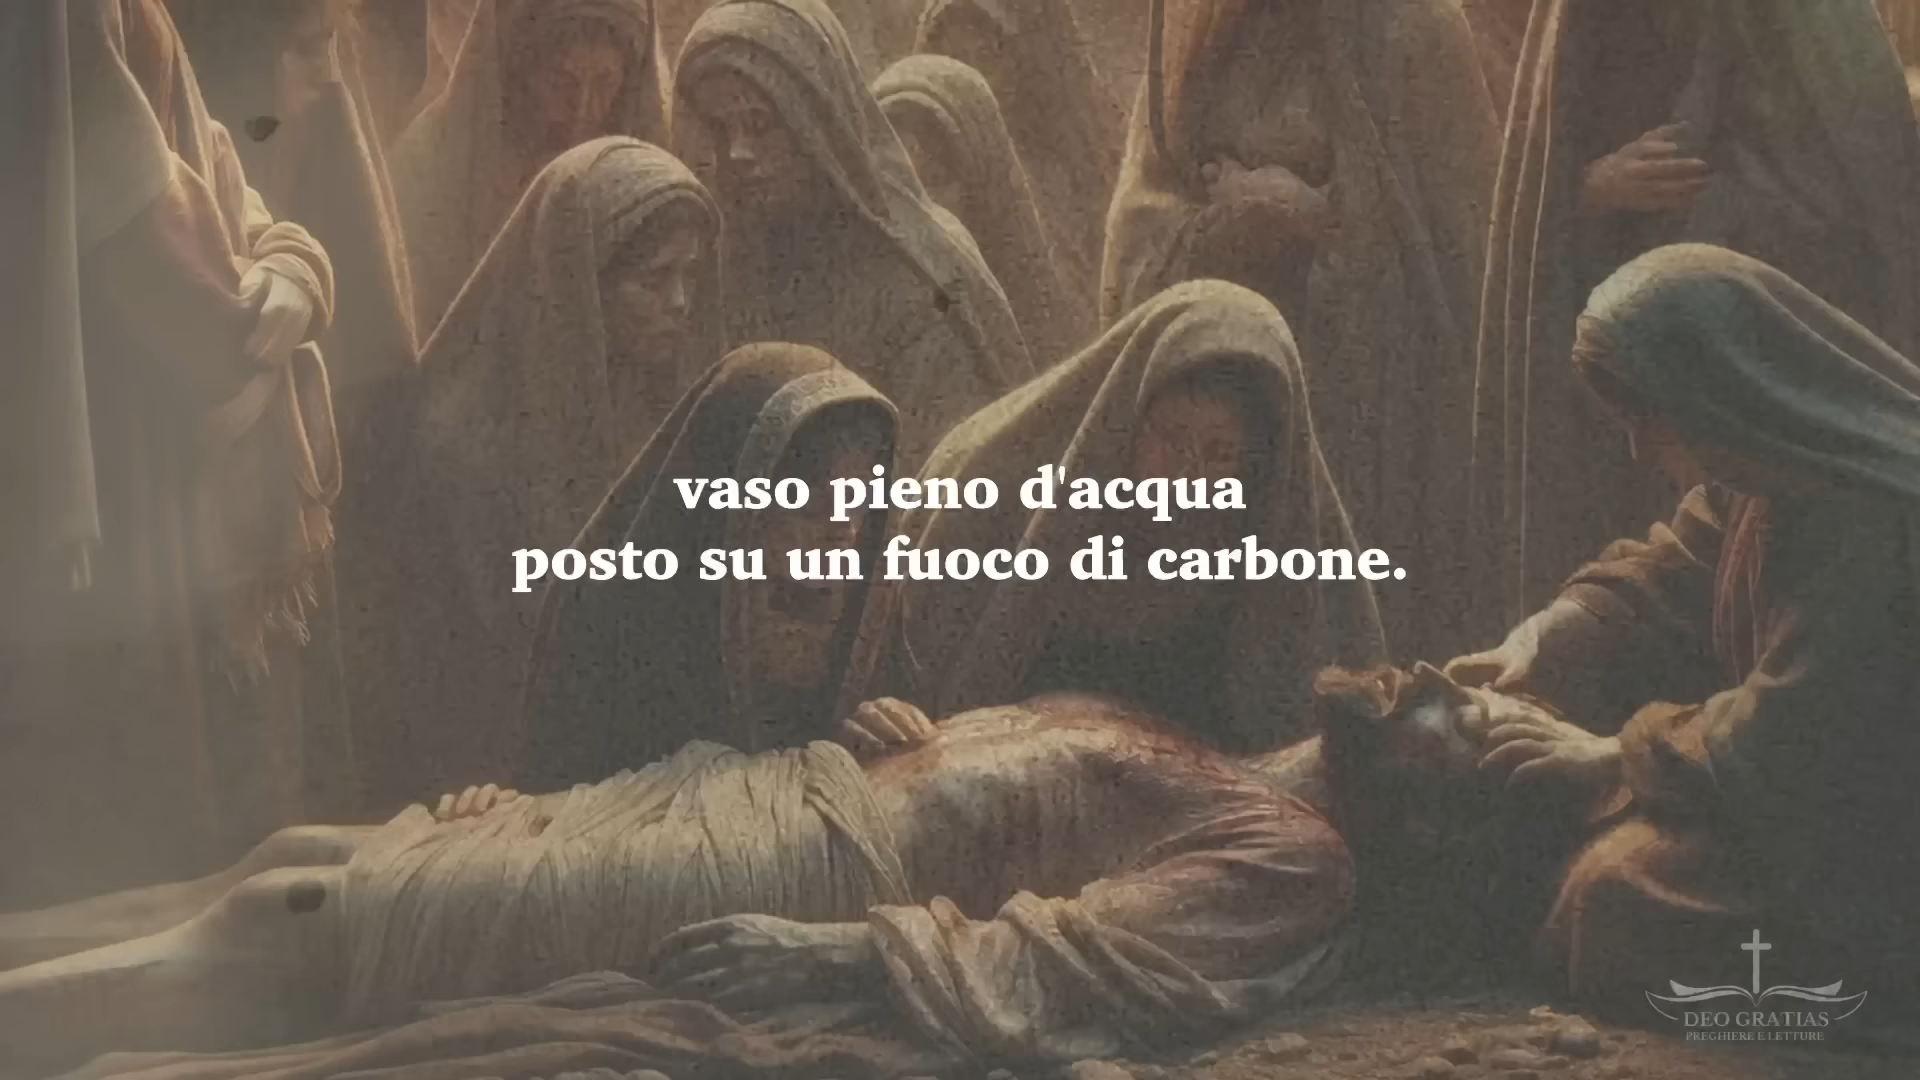 vaso pieno d'acqua
posto su un fuoco di carbone.
DEO GRATIAS
PREGHIERE E LETTURE